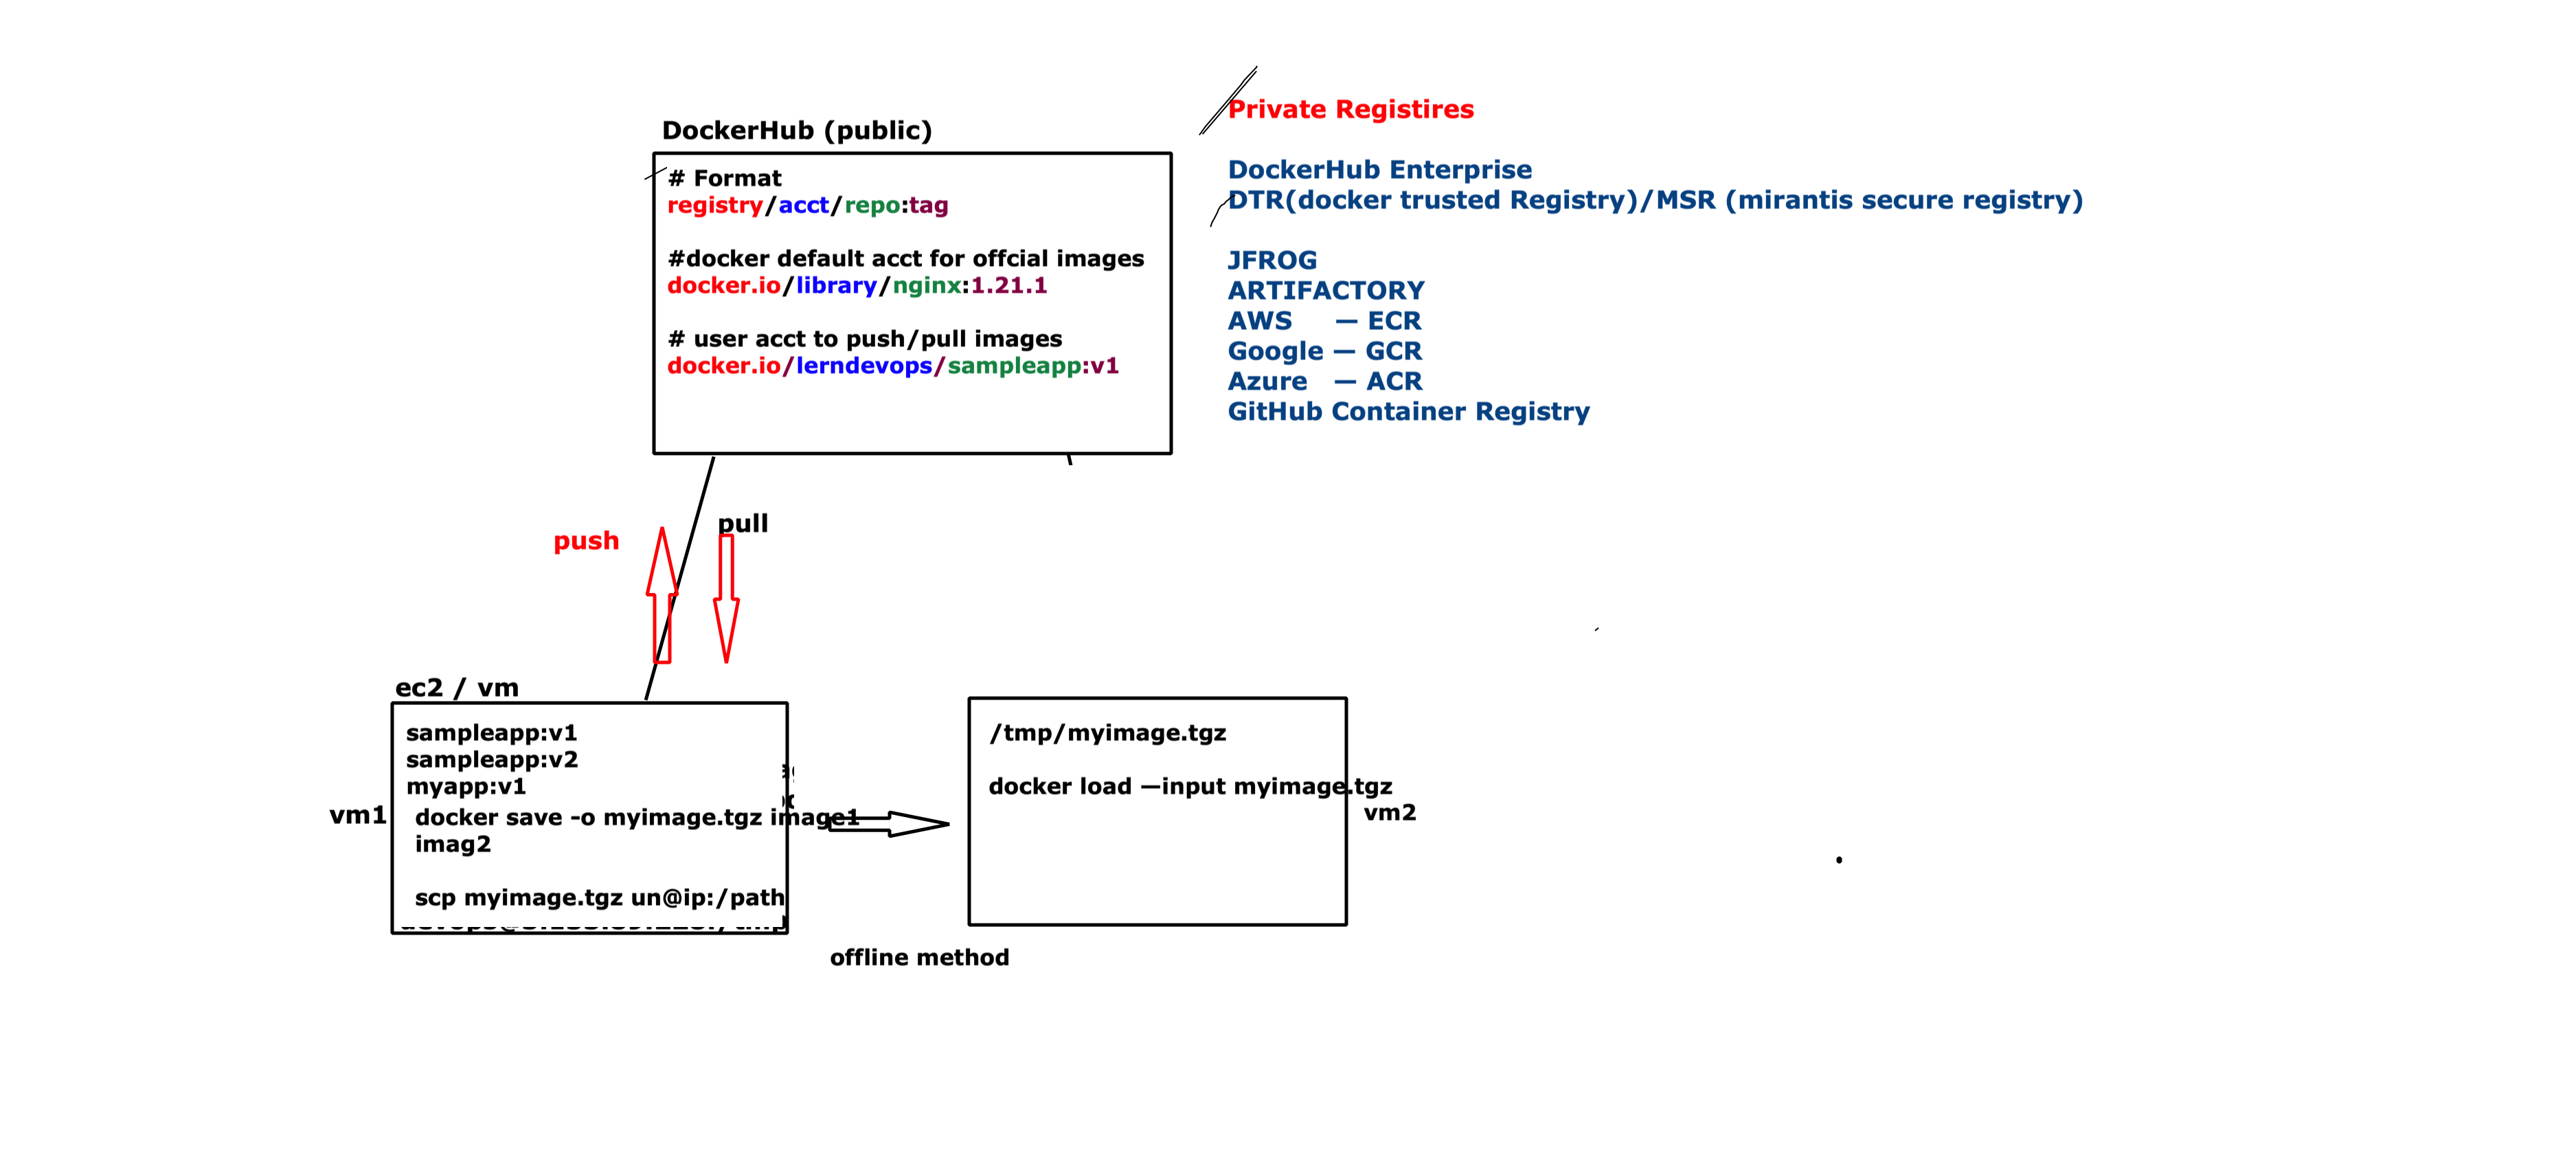 DockerHub (public)
# Format
registry/acct/repo:tag
#docker default acct for offcial images
docker.io/library/nginx:1.21.1
# user acct to push/pull images
docker.io/lerndevops/sampleapp:v1
Private Registires
DockerHub Enterprise
DTR(docker trusted Registry)/MSR (mirantis secure registry)
JFROG
ARTIFACTORY
AWS — ECR
Google — GCR
Azure — ACR
GitHub Container Registry
push
pull
ec2 / vm
vm1
sampleapp:v1
sampleapp:v2
myapp:v1
docker save -o myimage.tgz image1
imag2
scp myimage.tgz un@ip:/path
/tmp/myimage.tgz
docker load —input myimage.tgz
vm2
offline method